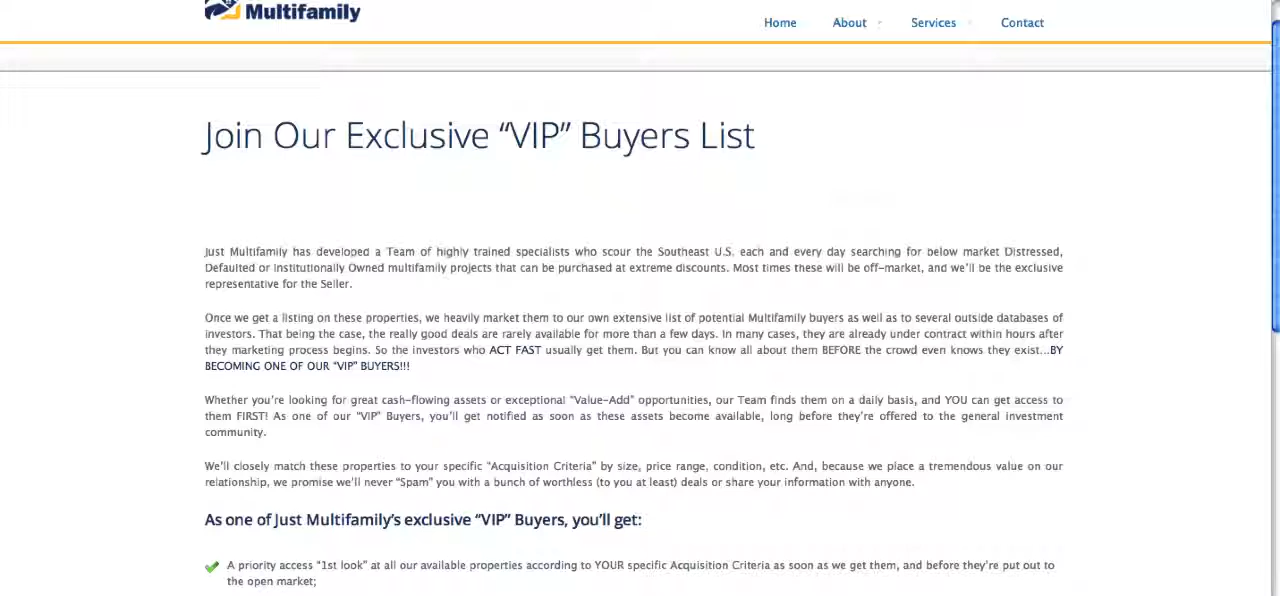 Multifamily
Home About Services Contact
Join Our Exclusive “VIP” Buyers List
Just Multifamily has developed a Team of highly trained specialists who scour the Southeast U.S. each and every day searching for below market Distressed,
Defaulted or Institutionally Owned multifamily projects that can be purchased at extreme discounts. Most times these will be off-market, and we’ll be the exclusive
representative for the Seller.
Once we get a listing on these properties, we heavily market them to our own extensive list of potential Multifamily buyers as well as to several outside databases of
investors. That being the case, the really good deals are rarely available for more than a few days. In many cases, they are already under contract within hours after
they marketing process begins. So the investors who ACT FAST usually get them. But you can know all about them BEFORE the crowd even knows they exist...BY
BECOMING ONE OF OUR “VIP” BUYERS!!!
Whether you’re looking for great cash-flowing assets or exceptional “Value-Add” opportunities, our Team finds them on a daily basis, and YOU can get access to
them FIRST! As one of our “VIP” Buyers, you’ll get notified as soon as these assets become available, long before they’re offered to the general investment
community.
We’ll closely match these properties to your specific “Acquisition Criteria” by size, price range, condition, etc. And, because we place a tremendous value on our
relationship, we promise we’ll never “Spam” you with a bunch of worthless (to you at least) deals or share your information with anyone.
As one of Just Multifamily’s exclusive “VIP” Buyers, you’ll get:
A priority access “1st look” at all our available properties according to YOUR specific Acquisition Criteria as soon as we get them, and before they’re put out to
the open market;